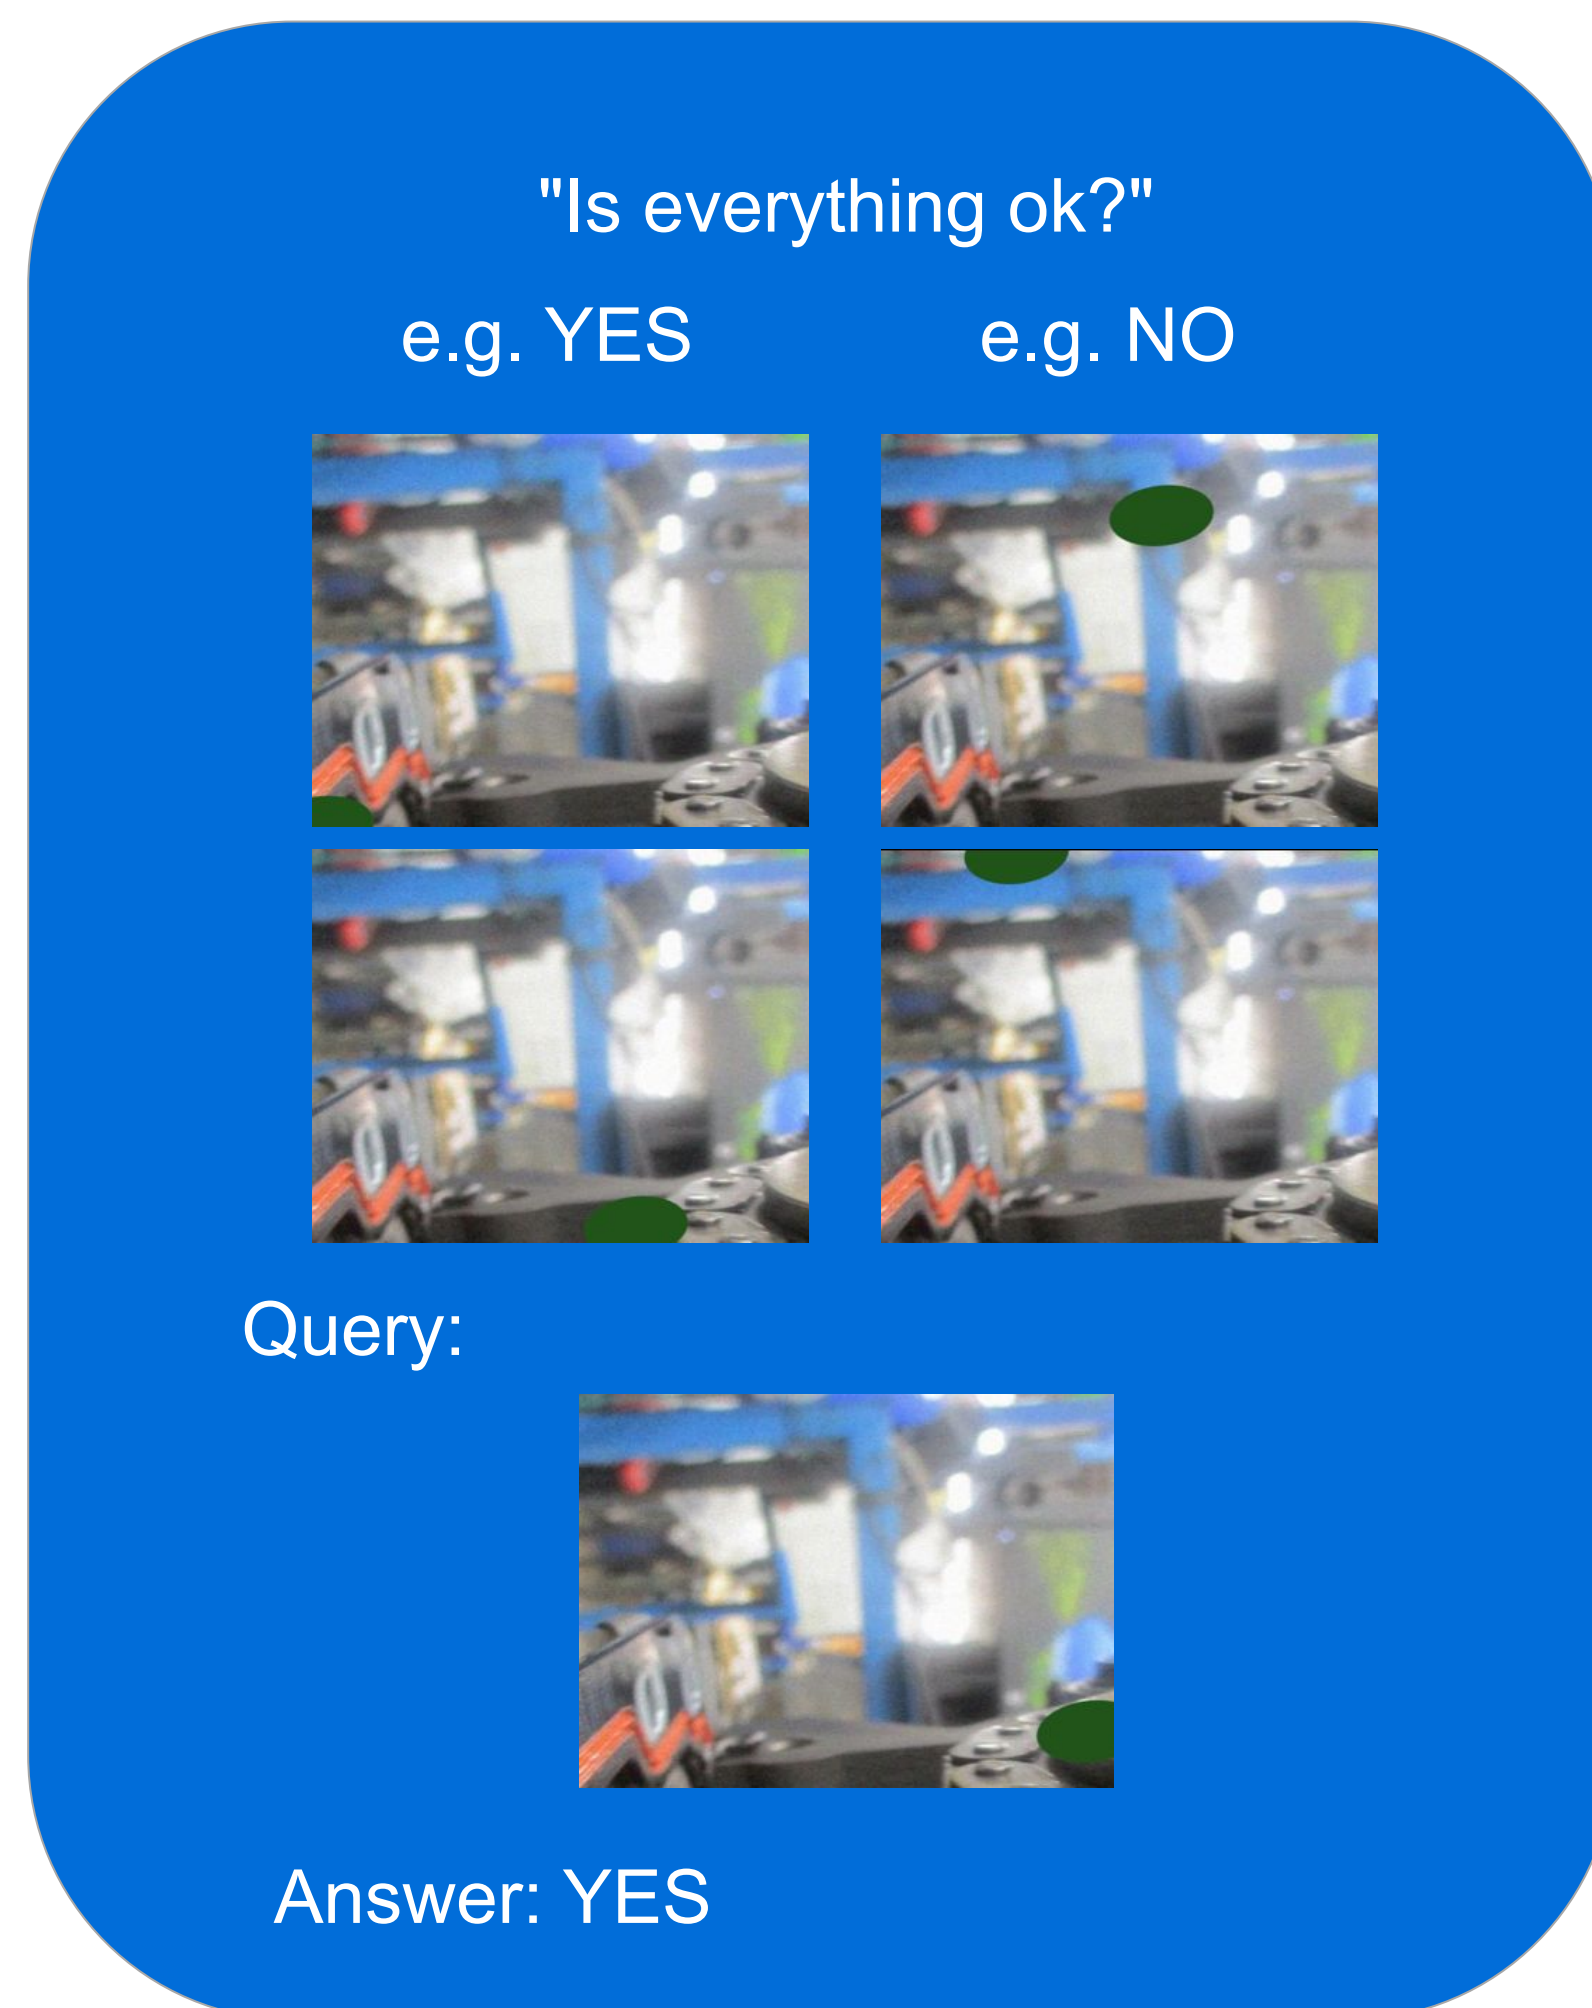 "Is everything ok?"
e.g. YES
e.g. NO
Query:
Answer: YES